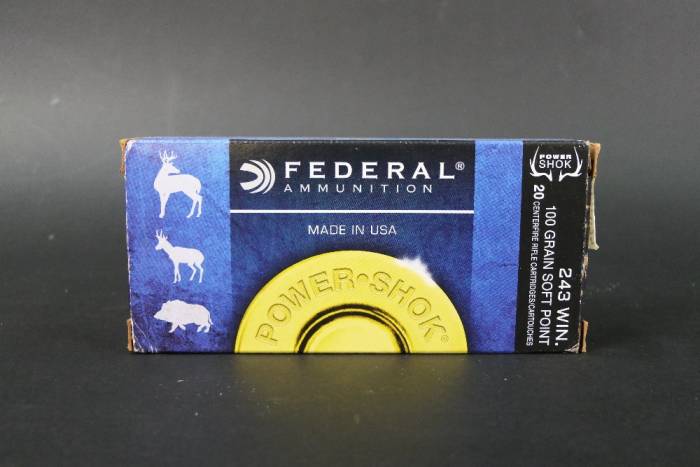 FEDERAL®
AMMUNITION
MADE IN USA
POWER•SHOK®
POWER
SHOK
243 WIN.
100 GRAIN SOFT POINT
20 CENTERFIRE RIFLE CARTRIDGES/CARTOUCHES